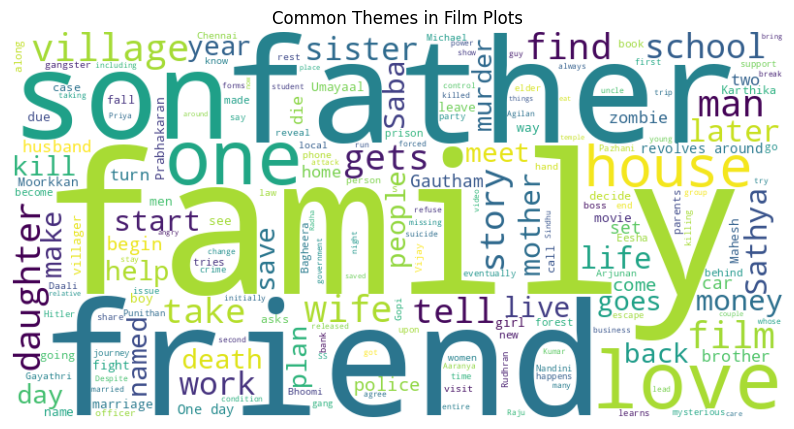 Common Themes in Film Plots
along
village
Chennai
gangster
know
year
rest
sister
Michael
power
show
guy
always
find
book
first
school
bring
support
break
taking
including
son
father
case
Priya
forms
student
place
around
made
say
fall
Umayaal
die
Saba
control
killed
party
leave
murder
elder
things
Agilan
uncle
trip
man
two
Karthika
due
husband
Prabhakaran
local
reveal
prison
run
forced
way
zombie
later
young
go
temple
Pazhani
revolves around
kill
Moorkkan
become
turn
one
phone
home
attack
gets
meet
hand
house
try
men
law
person
Gautham
story
decide
boss
group
end
movie
killing
parents
daughter
make
villager
start
begin
see
save
Bagheera
Radha
night
government
missing
suicide
people
Vijay
mother
video
Sindhu
call
set
Eesha
Mahesh
Sathya
family
angry
stay
help
change
tries
crime
saved
eventually
life
Arjunan
come
behind
car
escape
goes
money
Daali
relative
Hitler
issue
boy
Punithan
initially
share
take
wife
asks
Gopi
tell
live
girl
new
forest
business
couple
whose
film
going
journey
fight
Despite
named
second
released
bank
upon
got
women
Kumar
Nandini
happens
back
brother
day
Gayathri
married
marriage
officer
name
death
work
One day
condition
gang
Bhoomi
plan
ss
agree
entire
police
Aaranya
time
visit
Raju
Rudhran
many
friend
love
learns
mysterious
lead
care